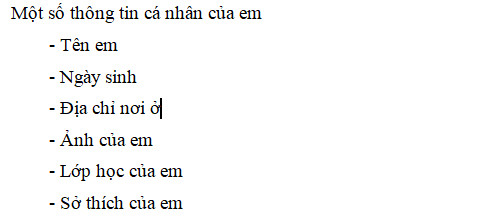 Một số thông tin cá nhân của em
- Tên em
- Ngày sinh
- Địa chỉ nơi ở
- Ảnh của em
- Lớp học của em
- Sở thích của em